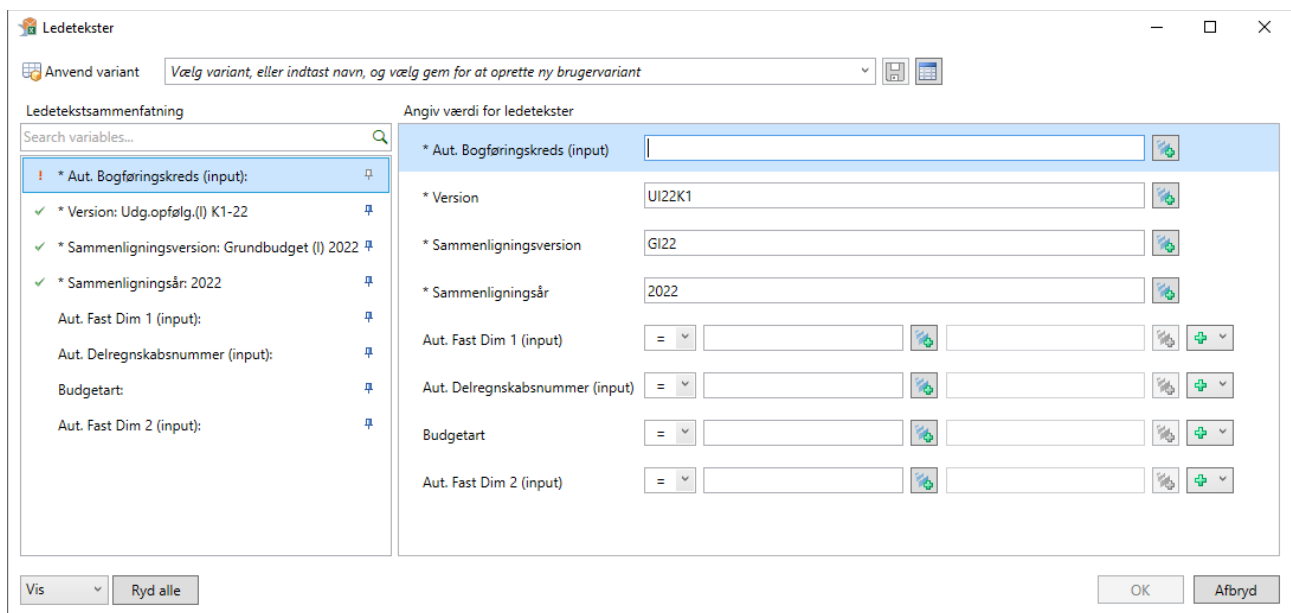 Ledetekster
Anvend variant
Vælg variant, eller indtast navn, og vælg gem for at oprette ny brugervariant
Ledetekstsammenfatning
Search variables...
! * Aut. Bogføringskreds (input):
* Version: Udg.opfølg.(I) K1-22
* Sammenligningsversion: Grundbudget (I) 2022
* Sammenligningsår: 2022
Aut. Fast Dim 1 (input):
Aut. Delregnskabsnummer (input):
Budgetart:
Aut. Fast Dim 2 (input):
Angiv værdi for ledetekster
* Aut. Bogføringskreds (input)
* Version UI22K1
* Sammenligningsversion GI22
* Sammenligningsår 2022
Aut. Fast Dim 1 (input) =
Aut. Delregnskabsnummer (input) =
Budgetart =
Aut. Fast Dim 2 (input) =
Vis Ryd alle OK Afbryd